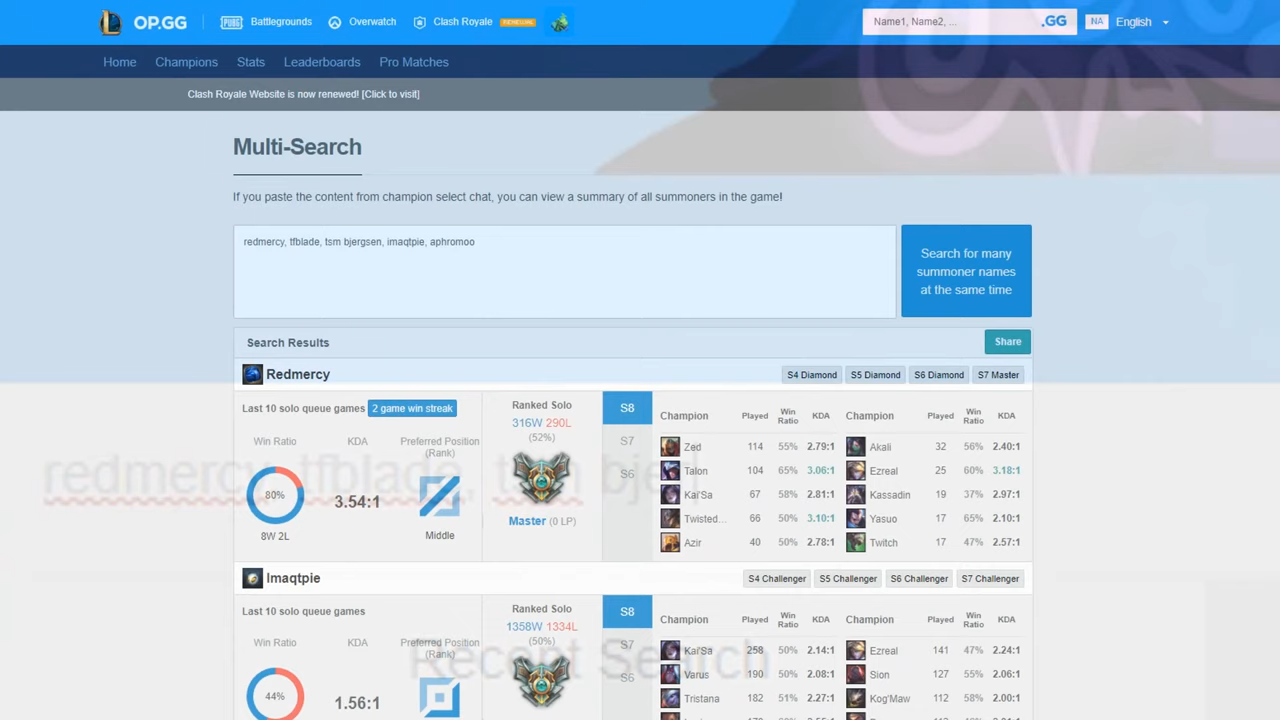 OP.GG PUBG Battlegrounds Overwatch Clash Royale RENEWAL Name1, Name2, ... .GG NA English
Home Champions Stats Leaderboards Pro Matches
Clash Royale Website is now renewed! [Click to visit]
Multi-Search
If you paste the content from champion select chat, you can view a summary of all summoners in the game!
redmercy, tfblade, tsm bjergsen, imaqtpie, aphromoo
Search for many
summoner names
at the same time
Search Results Share
Redmercy S4 Diamond S5 Diamond S6 Diamond S7 Master
Last 10 solo queue games 2 game win streak
Win Ratio KDA Preferred Position
(Rank)
80% 3.54:1
8W 2L Middle
Ranked Solo
316W 290L
(52%)
Master (0 LP)
S8
S7
S6
Champion Played Win Ratio KDA Champion Played Win Ratio KDA
Zed 114 55% 2.79:1 Akali 32 56% 2.40:1
Talon 104 65% 3.06:1 Ezreal 25 60% 3.18:1
Kai'Sa 67 58% 2.81:1 Kassadin 19 37% 2.97:1
Twisted... 66 50% 3.10:1 Yasuo 17 65% 2.10:1
Azir 40 50% 2.78:1 Twitch 17 47% 2.57:1
redmercy, tfblade, tsm bjer
Imaqtpie S4 Challenger S5 Challenger S6 Challenger S7 Challenger
Last 10 solo queue games
Win Ratio KDA Preferred Position
(Rank)
44% 1.56:1
Ranked Solo
1358W 1334L
(50%)
S8
S7
S6
Champion Played Win Ratio KDA Champion Played Win Ratio KDA
Kai'Sa 258 50% 2.14:1 Ezreal 141 47% 2.24:1
Varus 190 50% 2.08:1 Sion 127 55% 2.06:1
Tristana 182 51% 2.27:1 Kog'Maw 112 58% 2.00:1
Recent Search